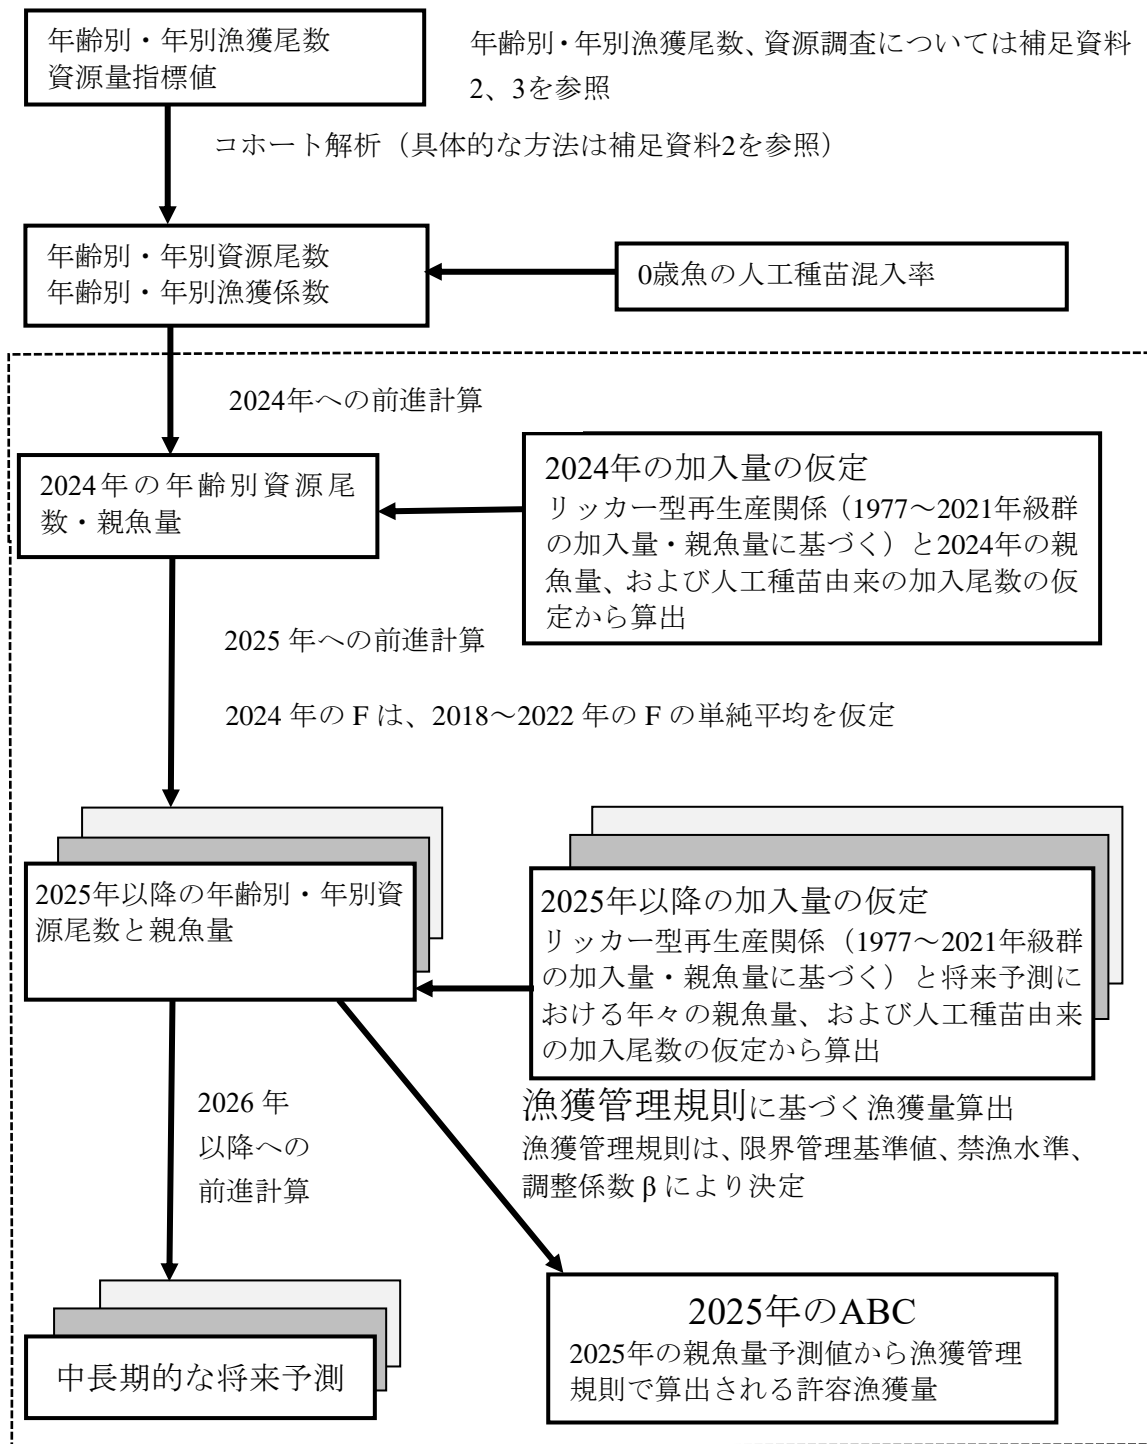 年齢別・年別漁獲尾数
資源量指標値
年齢別・年別漁獲尾数、資源調査については補足資料
2、3を参照
コホート解析（具体的な方法は補足資料2を参照）
年齢別・年別資源尾数
年齢別・年別漁獲係数
0歳魚の人工種苗混入率
2024年への前進計算
2024年の年齢別資源尾
数・親魚量
2024年の加入量の仮定
リッカー型再生産関係（1977～2021年級群
の加入量・親魚量に基づく）と2024年の親
魚量、および人工種苗由来の加入尾数の仮
定から算出
2025 年への前進計算
2024 年の F は、2018～2022 年の F の単純平均を仮定
2025年以降の年齢別・年別資
源尾数と親魚量
2025年以降の加入量の仮定
リッカー型再生産関係（1977～2021年級群
の加入量・親魚量に基づく）と将来予測に
おける年々の親魚量、および人工種苗由来
の加入尾数の仮定から算出
2026 年
以降への
前進計算
漁獲管理規則に基づく漁獲量算出
漁獲管理規則は、限界管理基準値、禁漁水準、
調整係数 β により決定
中長期的な将来予測
2025年のABC
2025年の親魚量予測値から漁獲管理
規則で算出される許容漁獲量